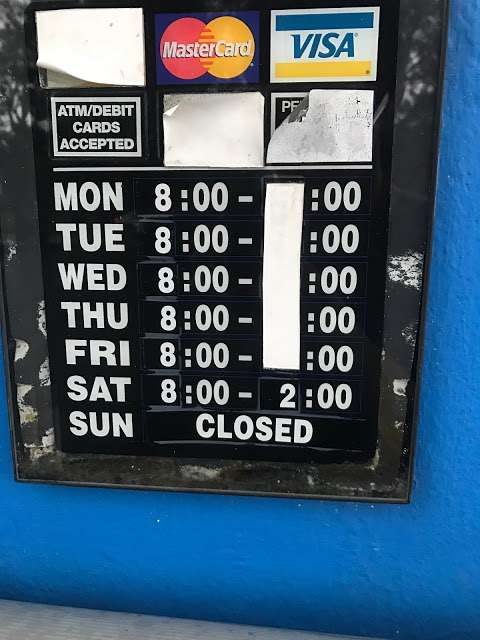 MasterCard
VISA
ATM/DEBIT
CARDS
ACCEPTED
PE
MON 8:00 - :00
TUE 8:00 - :00
WED 8:00 - :00
THU 8:00 - :00
FRI 8:00 - :00
SAT 8:00 - 2:00
SUN CLOSED